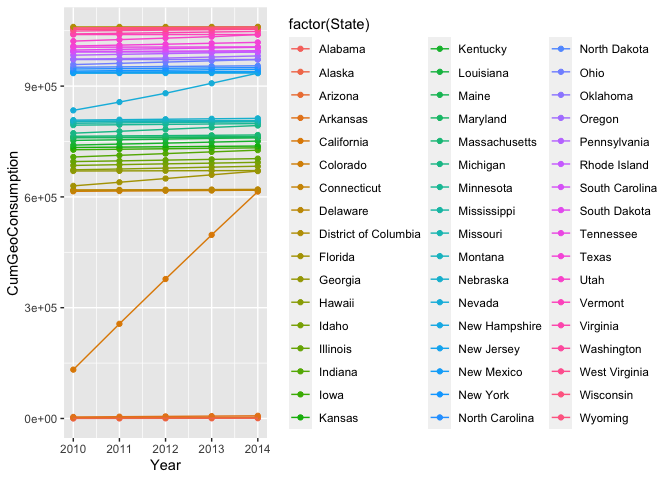 CumGeoConsumption
9e+05
6e+05
3e+05
0e+00
2010 2011 2012 2013 2014
Year
factor(State)
Alabama
Alaska
Arizona
Arkansas
California
Colorado
Connecticut
Delaware
District of Columbia
Florida
Georgia
Hawaii
Idaho
Illinois
Indiana
Iowa
Kansas
Kentucky
Louisiana
Maine
Maryland
Massachusetts
Michigan
Minnesota
Mississippi
Missouri
Montana
Nebraska
Nevada
New Hampshire
New Jersey
New Mexico
New York
North Carolina
North Dakota
Ohio
Oklahoma
Oregon
Pennsylvania
Rhode Island
South Carolina
South Dakota
Tennessee
Texas
Utah
Vermont
Virginia
Washington
West Virginia
Wisconsin
Wyoming